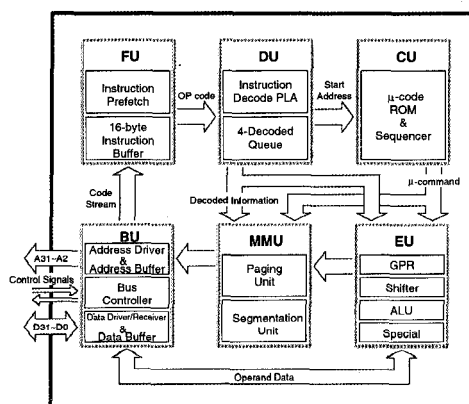 FU
Instruction
Prefetch
16-byte
Instruction
Buffer
OP code
DU
Instruction
Decode PLA
4-Decoded
Queue
Start
Address
CU
μ-code
ROM
&
Sequencer
μ-command
Code
Stream
Decoded Information
BU
Address Driver
&
Address Buffer
Bus
Controller
Data Driver/Receiver
&
Data Buffer
A31~A2
Control Signals
D31~D0
MMU
Paging
Unit
Segmentation
Unit
EU
GPR
Shifter
ALU
Special
Operand Data